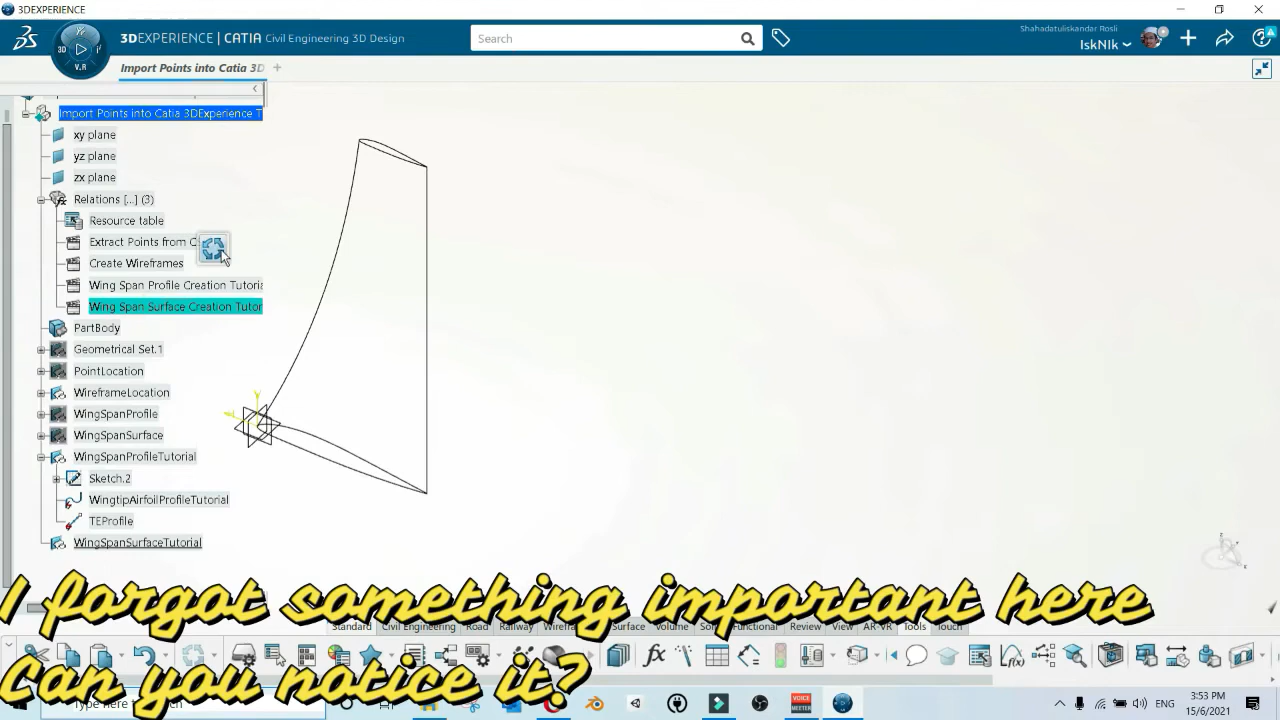 3DEXPERIENCE
3DEXPERIENCE | CATIA Civil Engineering 3D Design
Search
Shahadatuliskandar Rosli
IskNIk
3D
V.R
Import Points into Catia 3D
Import Points into Catia 3DExperience T
xy plane
yz plane
zx plane
Relations [...] (3)
Resource table
Extract Points from C
Create Wireframes
Wing Span Profile Creation Tutoria
Wing Span Surface Creation Tutor
PartBody
Geometrical Set.1
PointLocation
WireframeLocation
WingSpanProfile
WingSpanSurface
WingSpanProfileTutorial
Sketch.2
WingtipAirfoilProfileTutorial
TEProfile
WingSpanSurfaceTutorial
I forgot something important here
Standard Civil Engineering Road Railway Surface Volume Functional Review View AR-VR Tools Touch
Can you notice it?
ENG
3:53 PM
15/6/2021